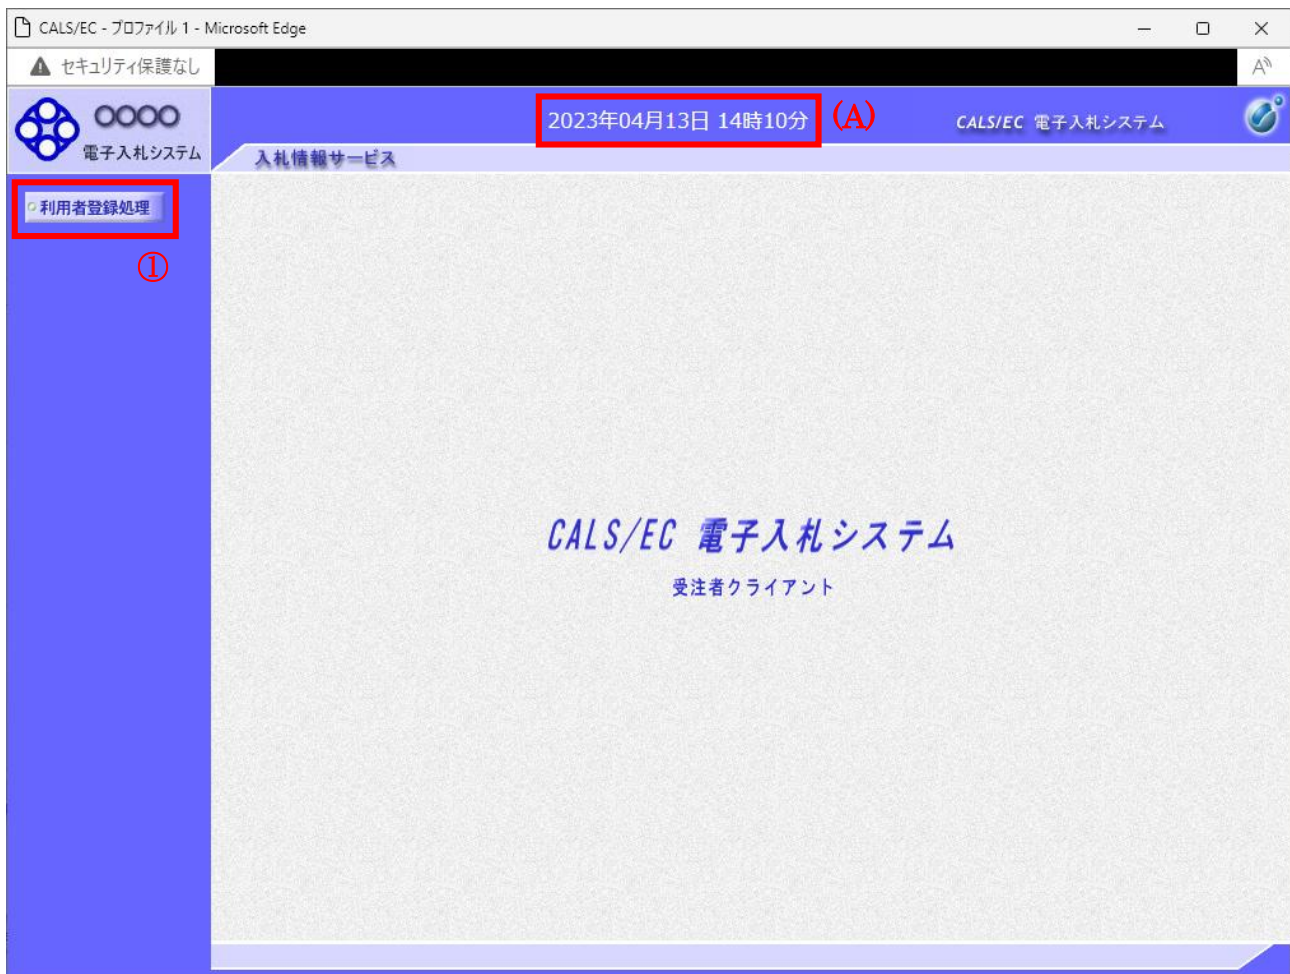 CALS/EC - プロファイル 1 - Microsoft Edge
セキュリティ保護なし
A
〇〇〇〇
電子入札システム
2023年04月13日 14時10分
(A)
CALS/EC 電子入札システム
入札情報サービス
利用者登録処理
①
CALS/EC 電子入札システム
受注者クライアント